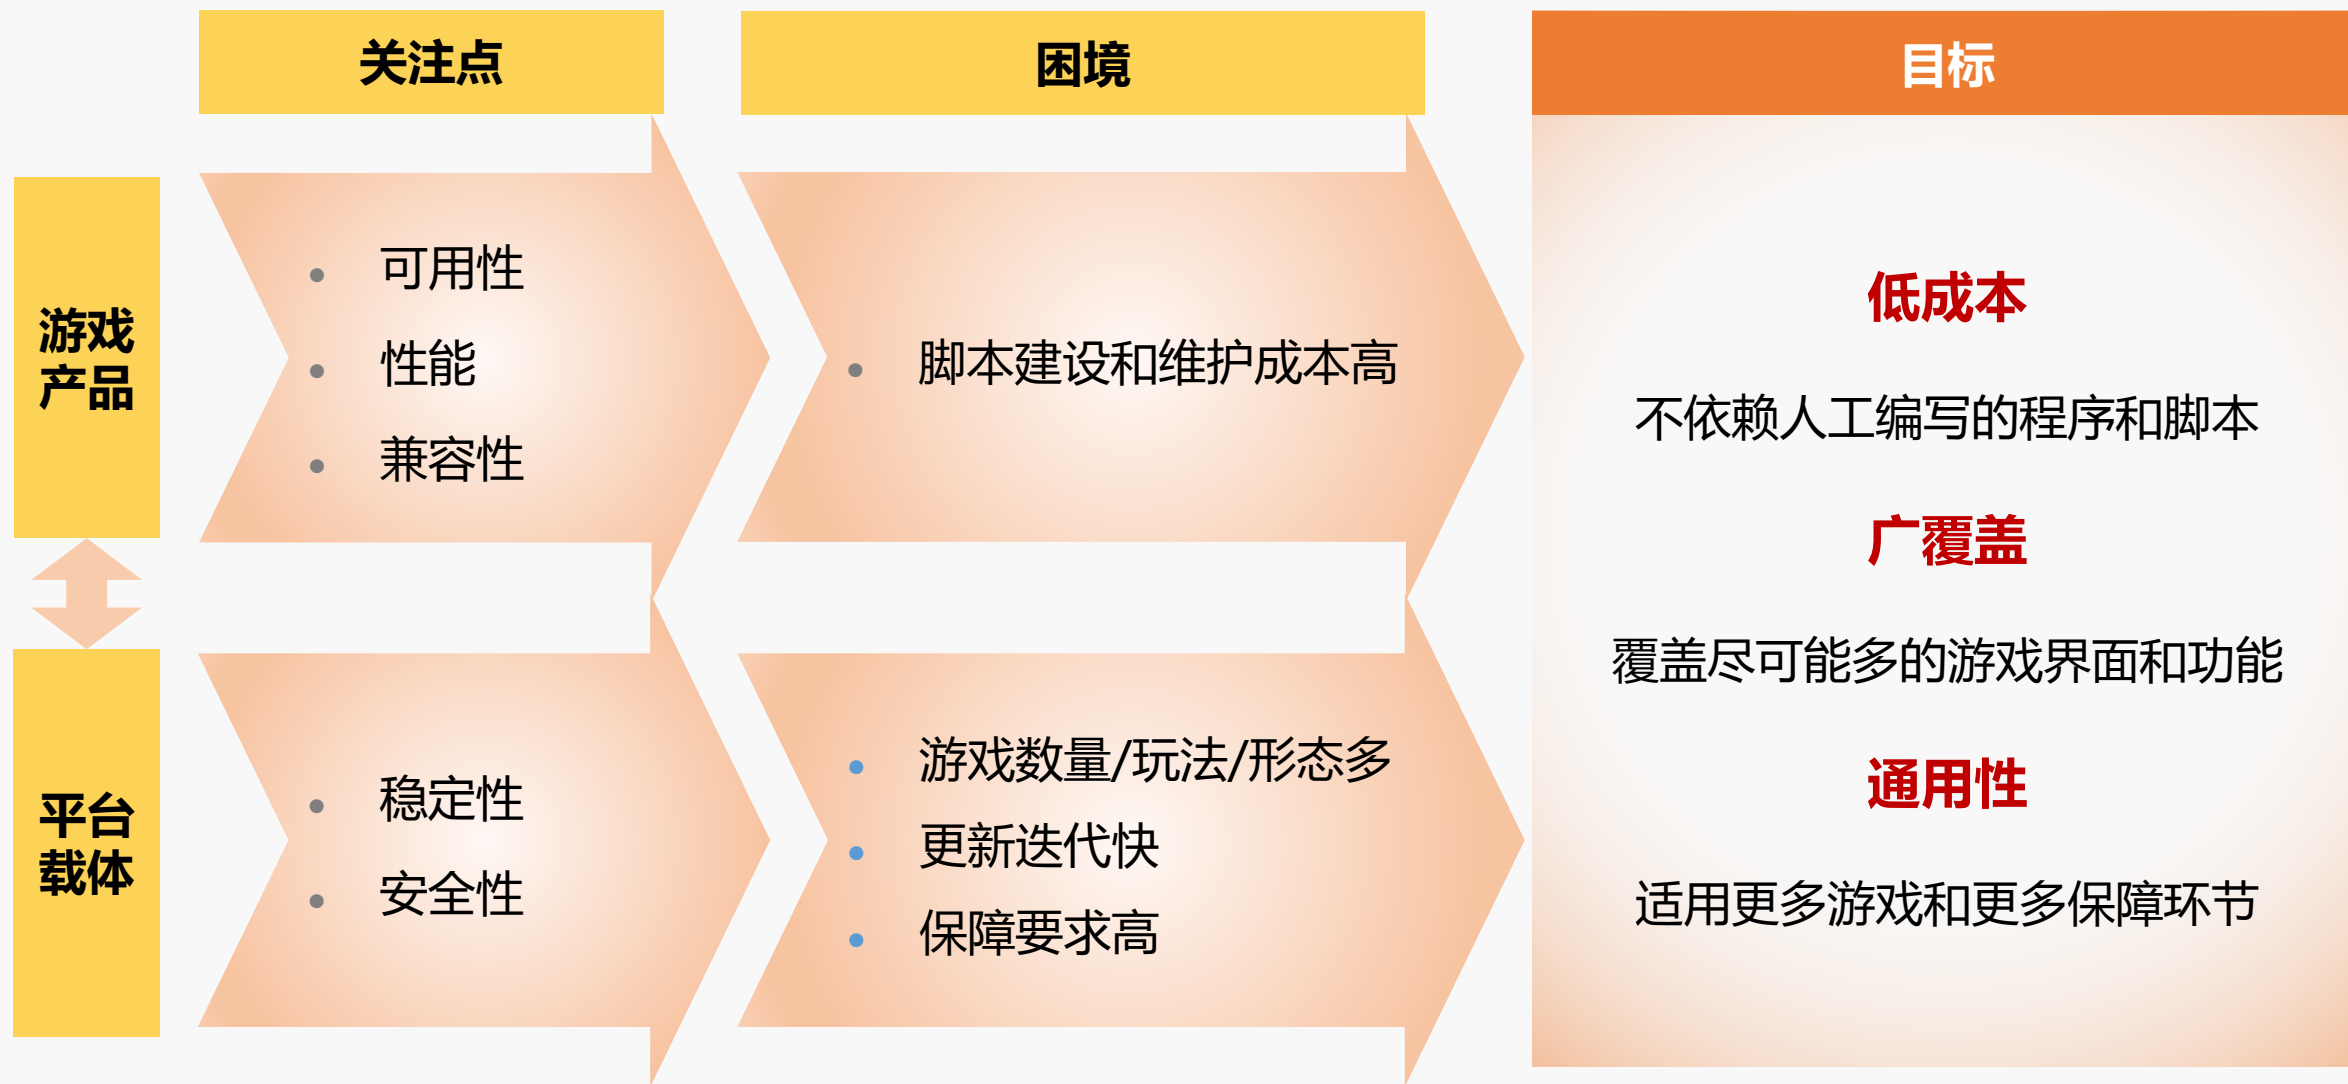 关注点
困境
目标
游戏
产品
可用性
性能
兼容性
脚本建设和维护成本高
平台
载体
稳定性
安全性
游戏数量/玩法/形态多
更新迭代快
保障要求高
低成本
不依赖人工编写的程序和脚本
广覆盖
覆盖尽可能多的游戏界面和功能
通用性
适用更多游戏和更多保障环节